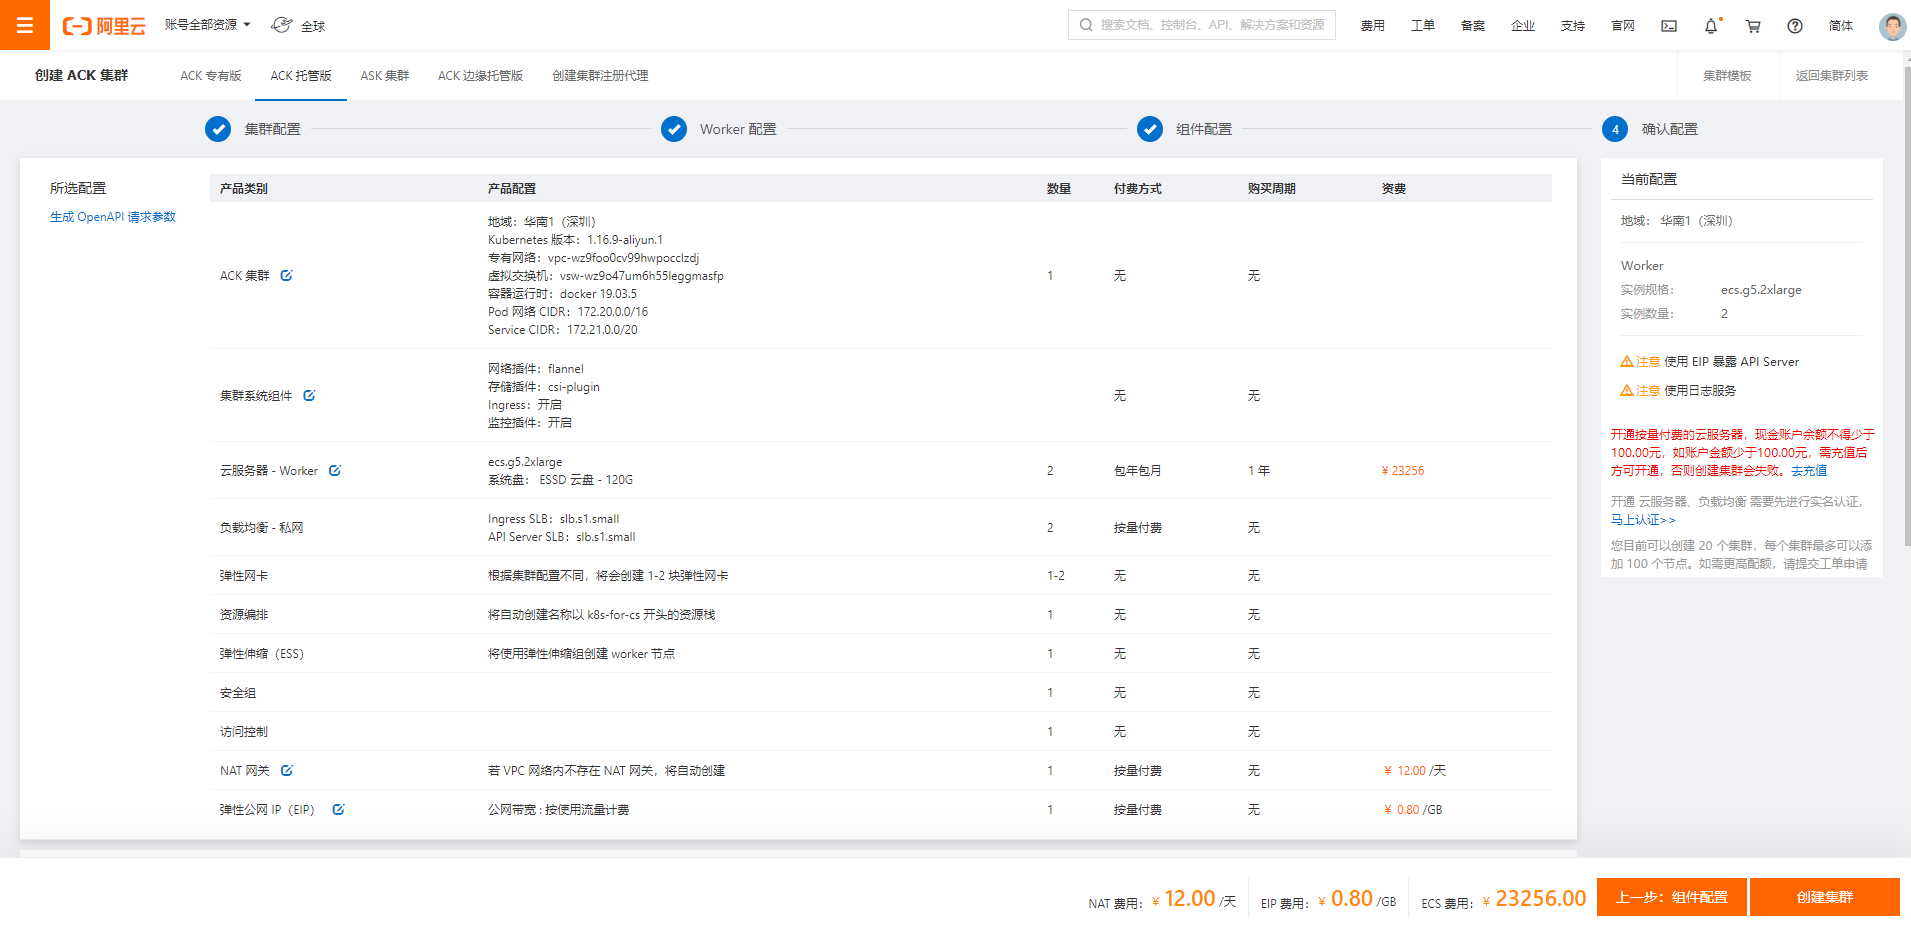 阿里云
账号全部资源
全球
搜索文档、控制台、API、解决方案和资源
费用
工单
备案
企业
支持
官网
简体
创建 ACK 集群
ACK 专有版
ACK 托管版
ASK 集群
ACK 边缘托管版
创建集群注册代理
集群模板
返回集群列表
集群配置
Worker 配置
组件配置
4
确认配置
所选配置
生成 OpenAPI 请求参数
产品类别 产品配置 数量 付费方式 购买周期 资费
地域：华南1（深圳）
Kubernetes 版本：1.16.9-aliyun.1
专有网络：vpc-wz9foo0cv99hwpocclzdj
虚拟交换机：vsw-wz9o47um6h55leggmasfp
ACK 集群 1 无 无
容器运行时：docker 19.03.5
Pod 网络 CIDR：172.20.0.0/16
Service CIDR：172.21.0.0/20
网络插件：flannel
存储插件：csi-plugin
集群系统组件 无 无
Ingress：开启
监控插件：开启
ecs.g5.2xlarge
云服务器 - Worker 2 包年包月 1 年 ¥ 23256
系统盘： ESSD 云盘 - 120G
Ingress SLB：slb.s1.small
负载均衡 - 私网 2 按量付费 无
API Server SLB：slb.s1.small
弹性网卡 根据集群配置不同，将会创建 1-2 块弹性网卡 1-2 无 无
资源编排 将自动创建名称以 k8s-for-cs 开头的资源栈 1 无 无
弹性伸缩（ESS） 将使用弹性伸缩组创建 worker 节点 1 无 无
安全组 1 无 无
访问控制 1 无 无
NAT 网关 若 VPC 网络内不存在 NAT 网关，将自动创建 1 按量付费 无 ¥ 12.00 /天
弹性公网 IP（EIP） 公网带宽 : 按使用流量计费 1 按量付费 无 ¥ 0.80 /GB
当前配置
地域： 华南1（深圳）
Worker
实例规格： ecs.g5.2xlarge
实例数量： 2
注意 使用 EIP 暴露 API Server
注意 使用日志服务
开通按量付费的云服务器，现金账户余额不得少于
100.00元，如账户金额少于100.00元，需充值后
方可开通，否则创建集群会失败。去充值
开通 云服务器、负载均衡 需要先进行实名认证，
马上认证>>
您目前可以创建 20 个集群，每个集群最多可以添
加 100 个节点。如需更高配额，请提交工单申请
NAT 费用： ¥ 12.00 /天
EIP 费用： ¥ 0.80 /GB
ECS 费用： ¥ 23256.00
上一步：组件配置
创建集群